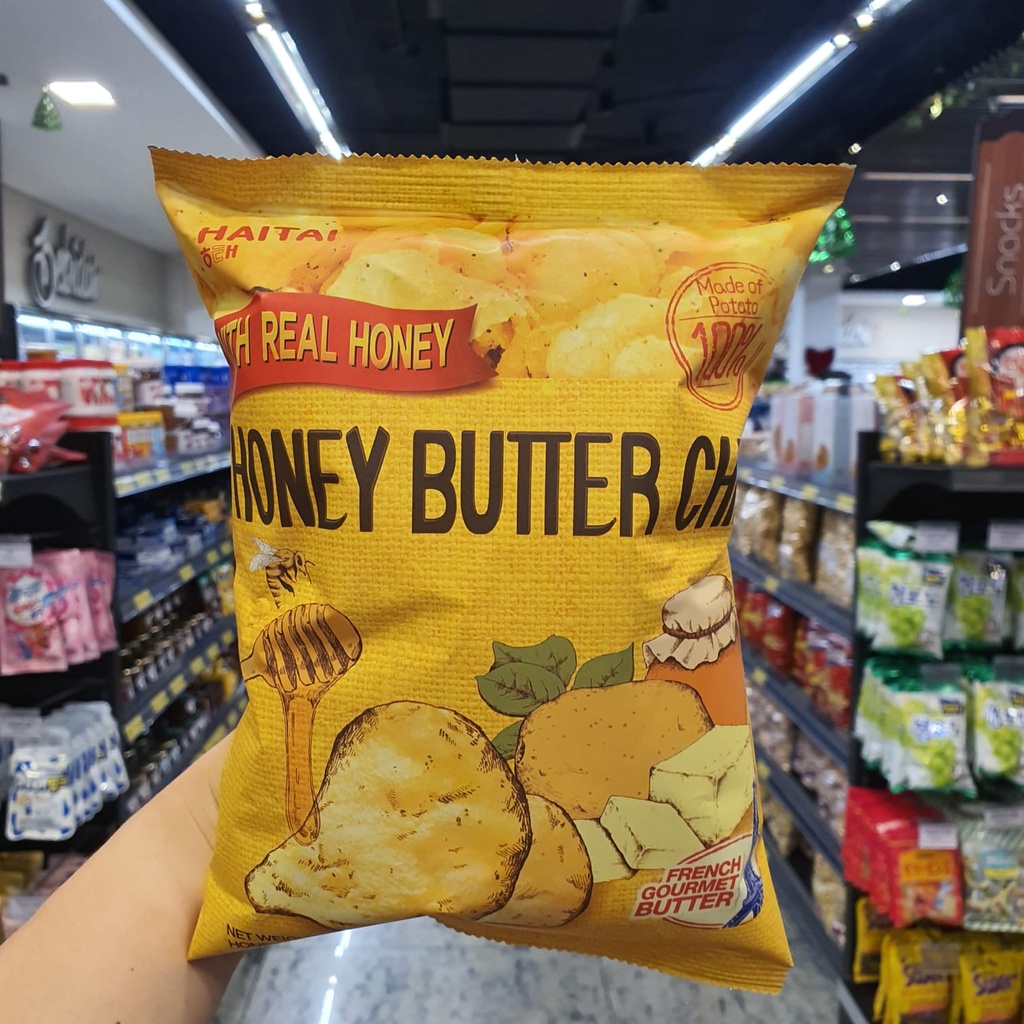 HAITAI
해태
WITH REAL HONEY
Made of
Potato
100%
HONEY BUTTER CH
FRENCH
GOURMET
BUTTER
Snacks